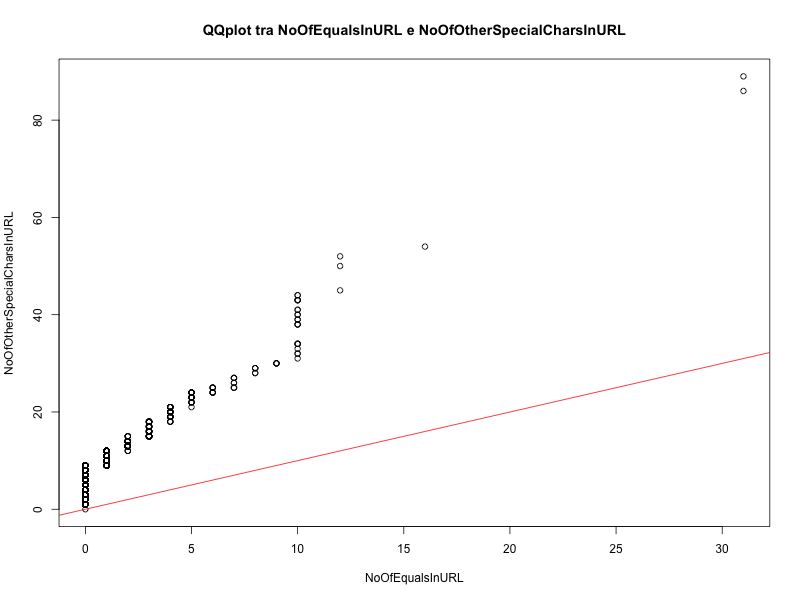 QQplot tra NoOfEqualsInURL e NoOfOtherSpecialCharsInURL
NoOfOtherSpecialCharsInURL
80
60
40
20
0
0 5 10 15 20 25 30
NoOfEqualsInURL